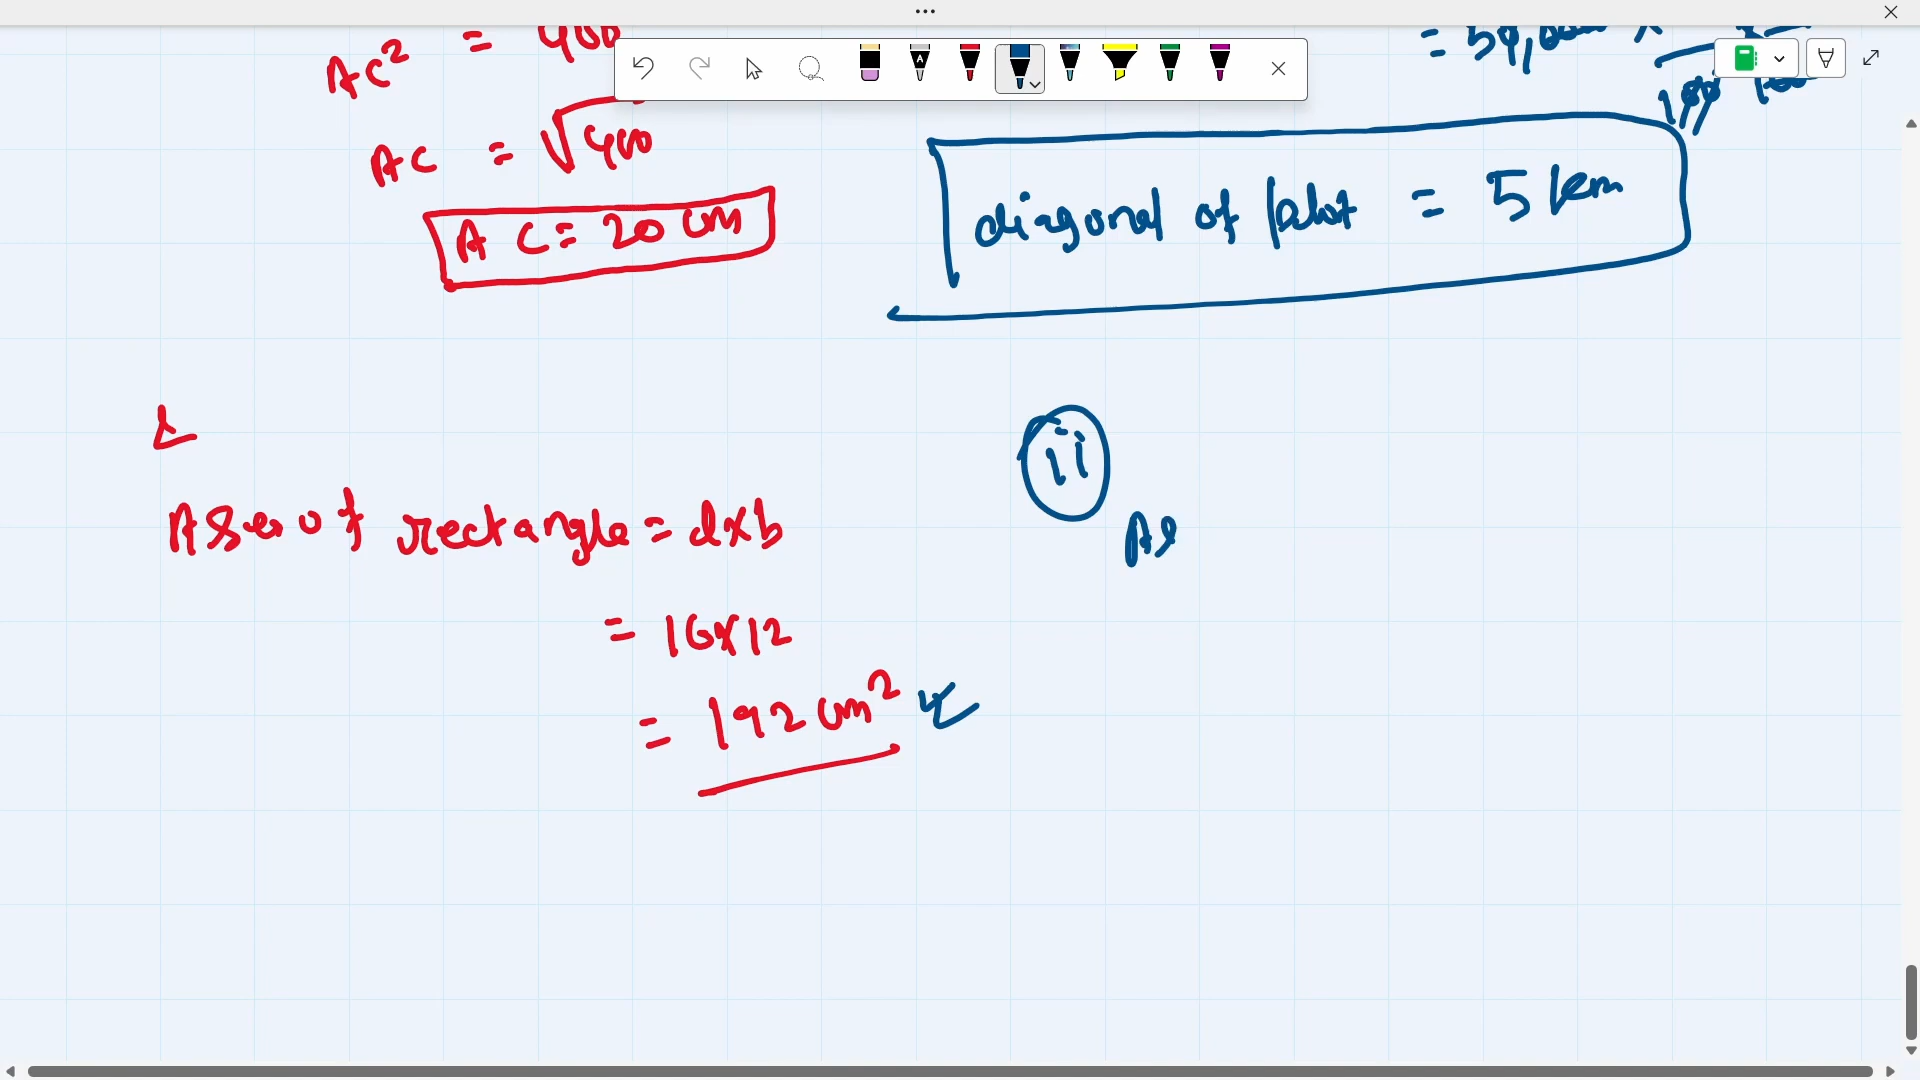 AC² = 400
AC = √400
AC = 20 cm
&
Area of rectangle = l×b
= 16×12
= 192 cm²
diagonal of plot = 5 km
ii